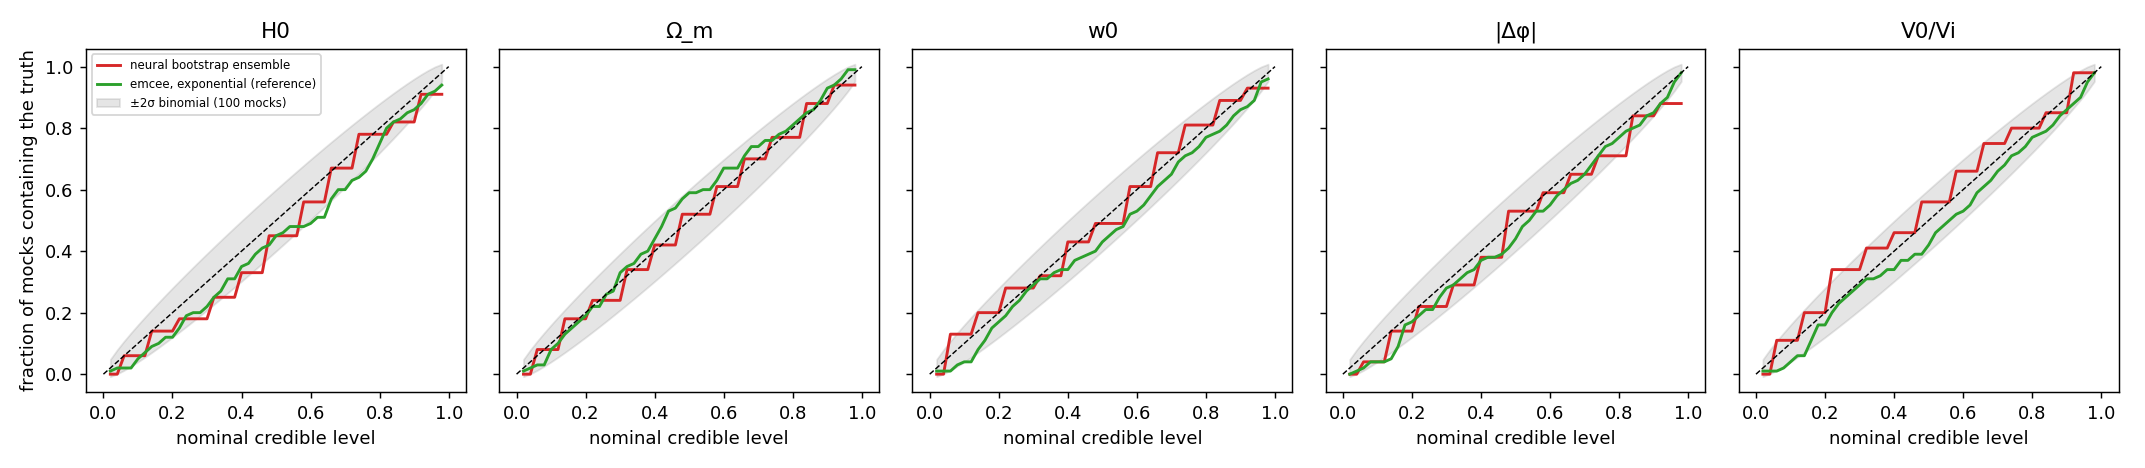 H0
Ω_m
w0
|Δφ|
V0/Vi
neural bootstrap ensemble
emcee, exponential (reference)
±2σ binomial (100 mocks)
fraction of mocks containing the truth
1.0
0.8
0.6
0.4
0.2
0.0
0.0 0.2 0.4 0.6 0.8 1.0
0.0 0.2 0.4 0.6 0.8 1.0
0.0 0.2 0.4 0.6 0.8 1.0
0.0 0.2 0.4 0.6 0.8 1.0
0.0 0.2 0.4 0.6 0.8 1.0
nominal credible level
nominal credible level
nominal credible level
nominal credible level
nominal credible level